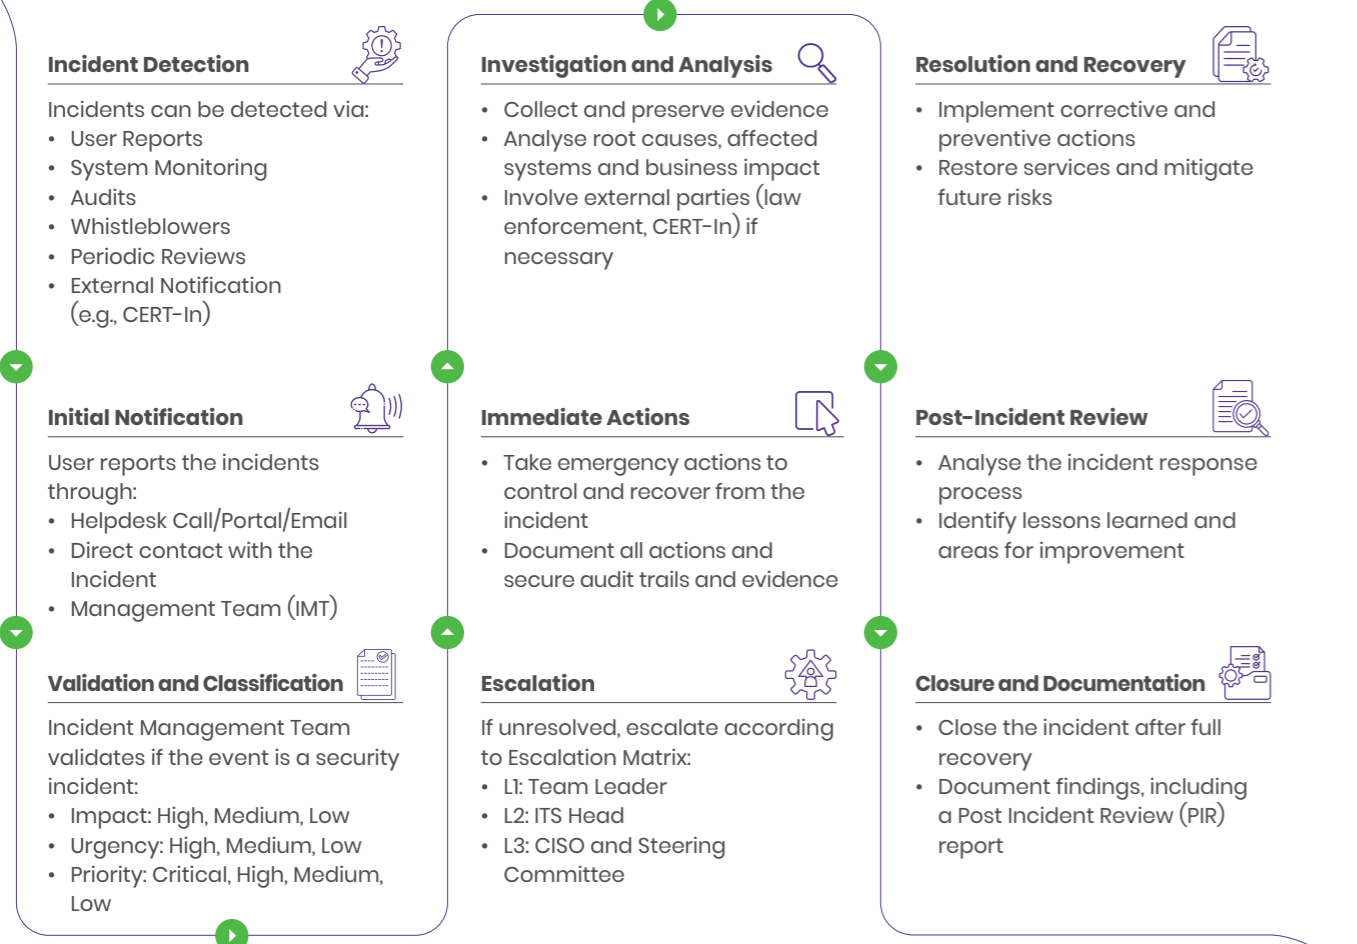 Incident Detection
Incidents can be detected via:
• User Reports
• System Monitoring
• Audits
• Whistleblowers
• Periodic Reviews
• External Notification
(e.g., CERT-In)
Initial Notification
User reports the incidents
through:
• Helpdesk Call/Portal/Email
• Direct contact with the
Incident
• Management Team (IMT)
Validation and Classification
Incident Management Team
validates if the event is a security
incident:
• Impact: High, Medium, Low
• Urgency: High, Medium, Low
• Priority: Critical, High, Medium,
Low
Escalation
If unresolved, escalate according
to Escalation Matrix:
• L1: Team Leader
• L2: ITS Head
• L3: CISO and Steering
Committee
Immediate Actions
• Take emergency actions to
control and recover from the
incident
• Document all actions and
secure audit trails and evidence
Investigation and Analysis
• Collect and preserve evidence
• Analyse root causes, affected
systems and business impact
• Involve external parties (law
enforcement, CERT-In) if
necessary
Resolution and Recovery
• Implement corrective and
preventive actions
• Restore services and mitigate
future risks
Post-Incident Review
• Analyse the incident response
process
• Identify lessons learned and
areas for improvement
Closure and Documentation
• Close the incident after full
recovery
• Document findings, including
a Post Incident Review (PIR)
report